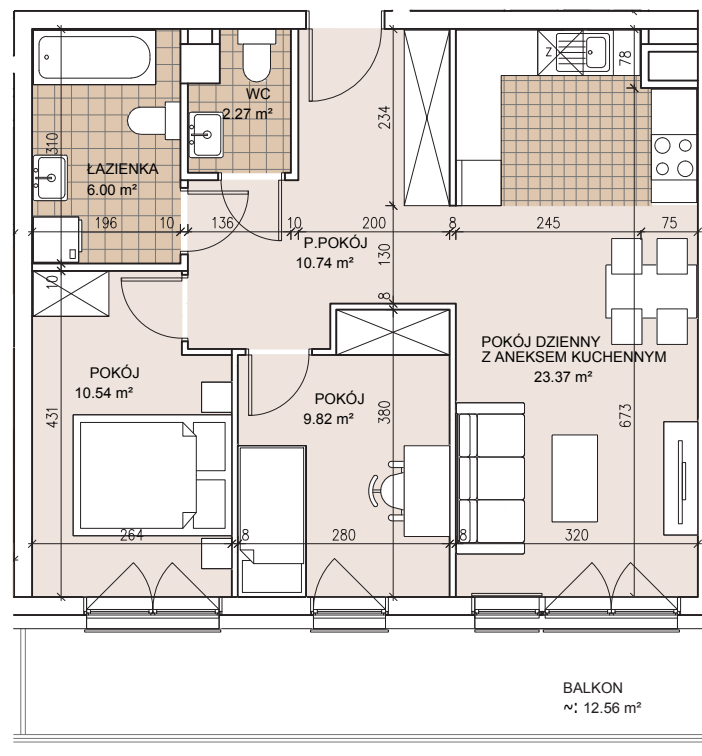 Z
78
WC
2.27 m²
234
310
ŁAZIENKA
6.00 m²
196
10
136
10
200
8
245
75
P.POKÓJ
10.74 m²
130
10
8
POKÓJ DZIENNY
Z ANEKSEM KUCHENNYM
23.37 m²
POKÓJ
10.54 m²
POKÓJ
9.82 m²
431
380
673
264
8
280
8
320
BALKON
~: 12.56 m²